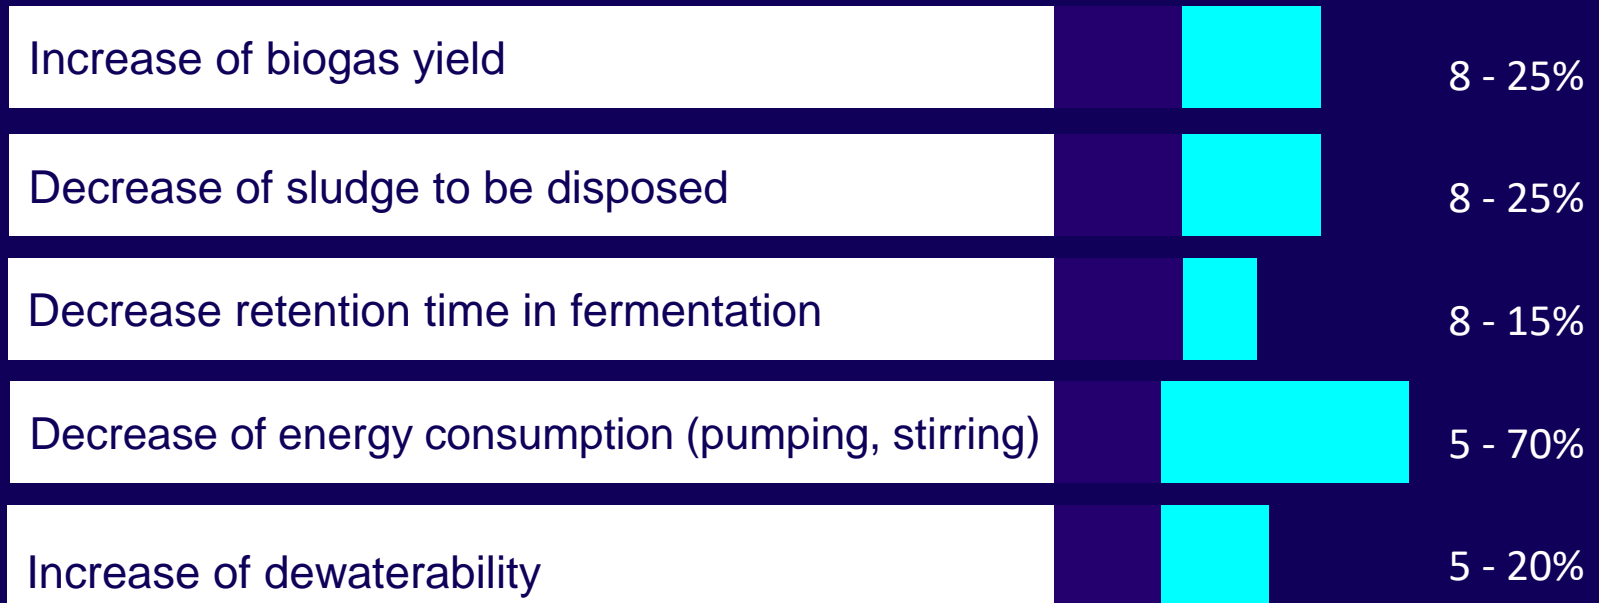 Increase of biogas yield 8 - 25%
Decrease of sludge to be disposed 8 - 25%
Decrease retention time in fermentation 8 - 15%
Decrease of energy consumption (pumping, stirring) 5 - 70%
Increase of dewaterability 5 - 20%